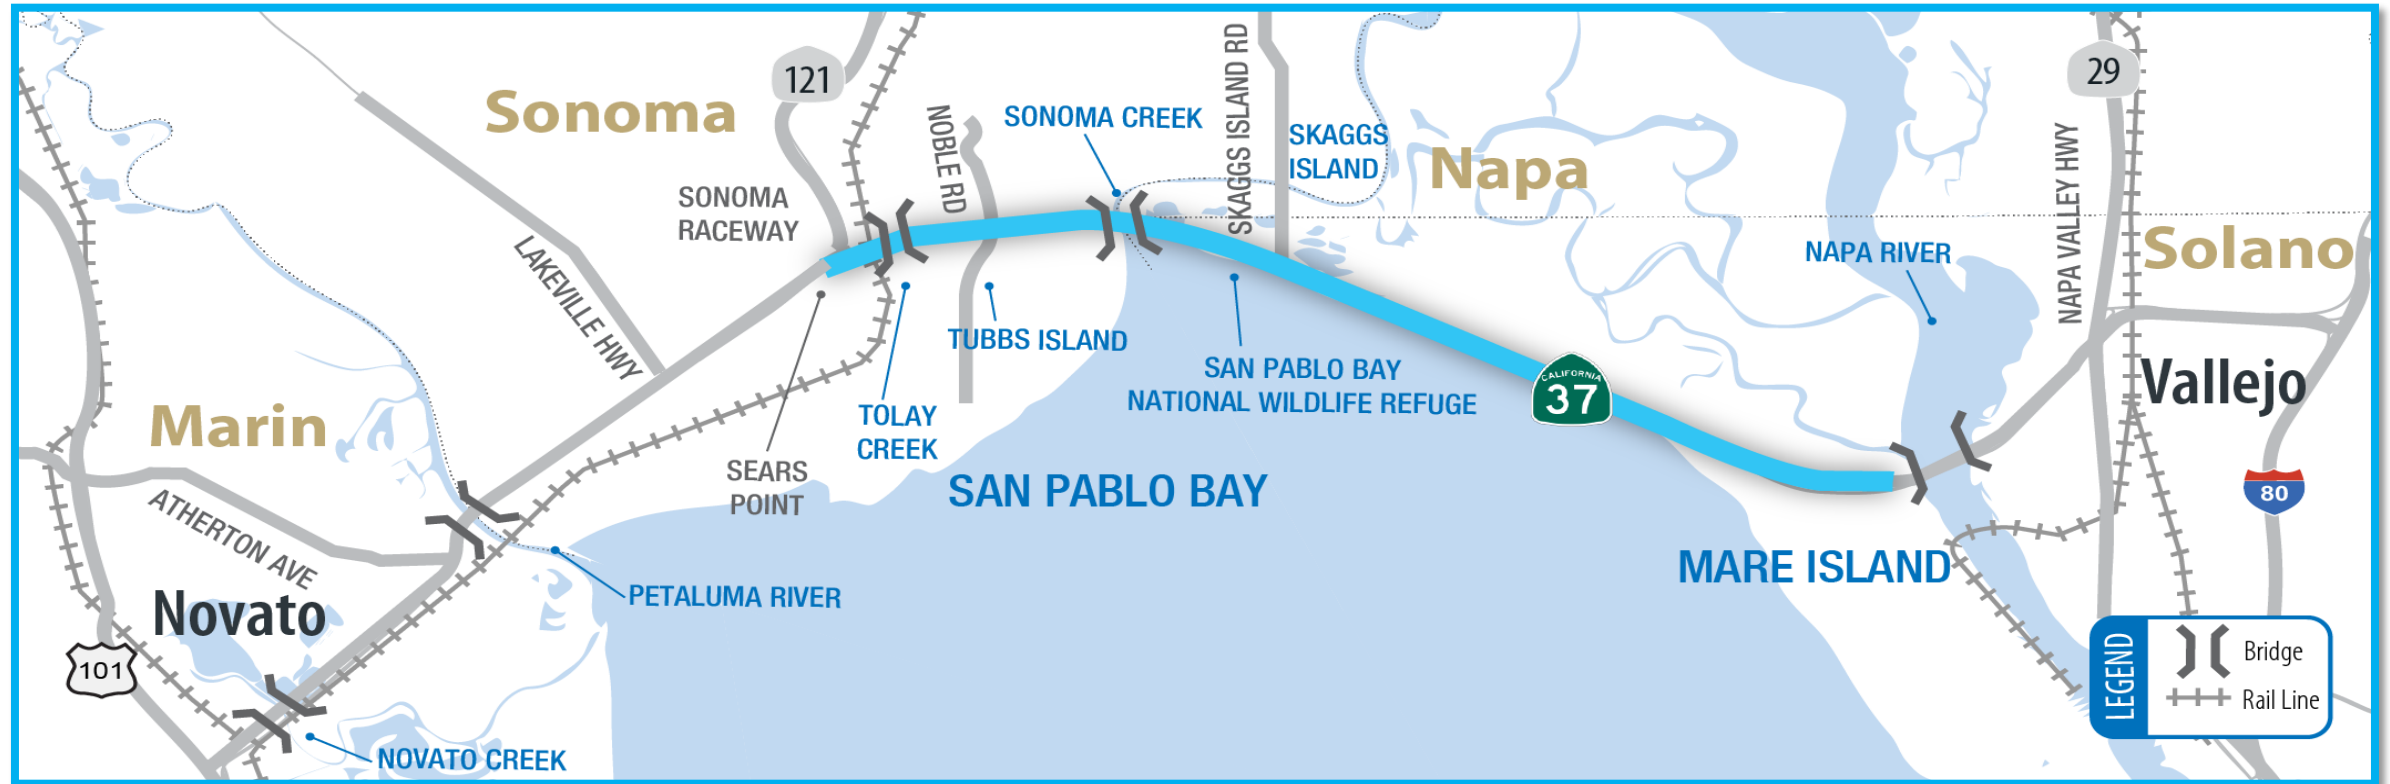 121
Sonoma
SONOMA
RACEWAY
LAKEVILLE HWY
NOBLE RD
SONOMA CREEK
SKAGGS ISLAND RD
SKAGGS
ISLAND
Napa
29
NAPA VALLEY HWY
NAPA RIVER
Solano
Vallejo
80
TUBBS ISLAND
SAN PABLO BAY
NATIONAL WILDLIFE REFUGE
CALIFORNIA
37
TOLAY
CREEK
SEARS
POINT
SAN PABLO BAY
MARE ISLAND
Marin
ATHERTON AVE
Novato
101
PETALUMA RIVER
NOVATO CREEK
LEGEND
Bridge
Rail Line